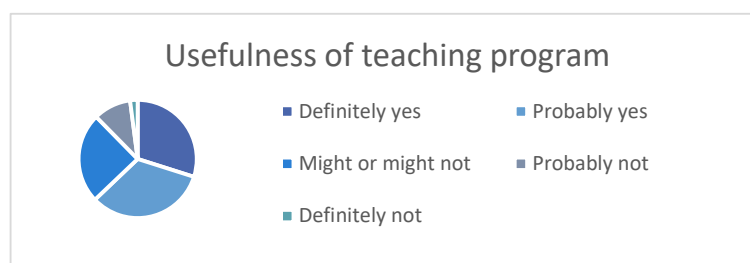 Usefulness of teaching program
Definitely yes Probably yes
Might or might not Probably not
Definitely not